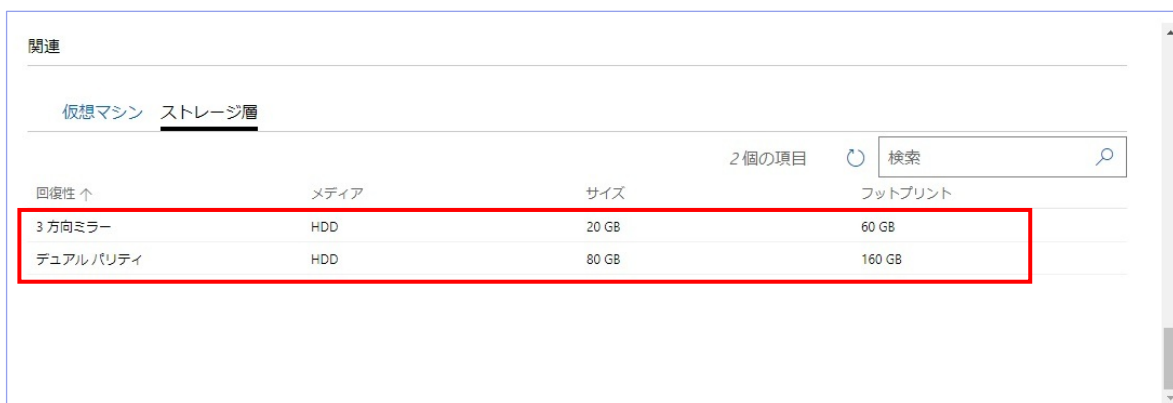 関連
仮想マシン ストレージ層
2 個の項目 検索
回復性 ↑ メディア サイズ フットプリント
3 方向ミラー HDD 20 GB 60 GB
デュアル パリティ HDD 80 GB 160 GB